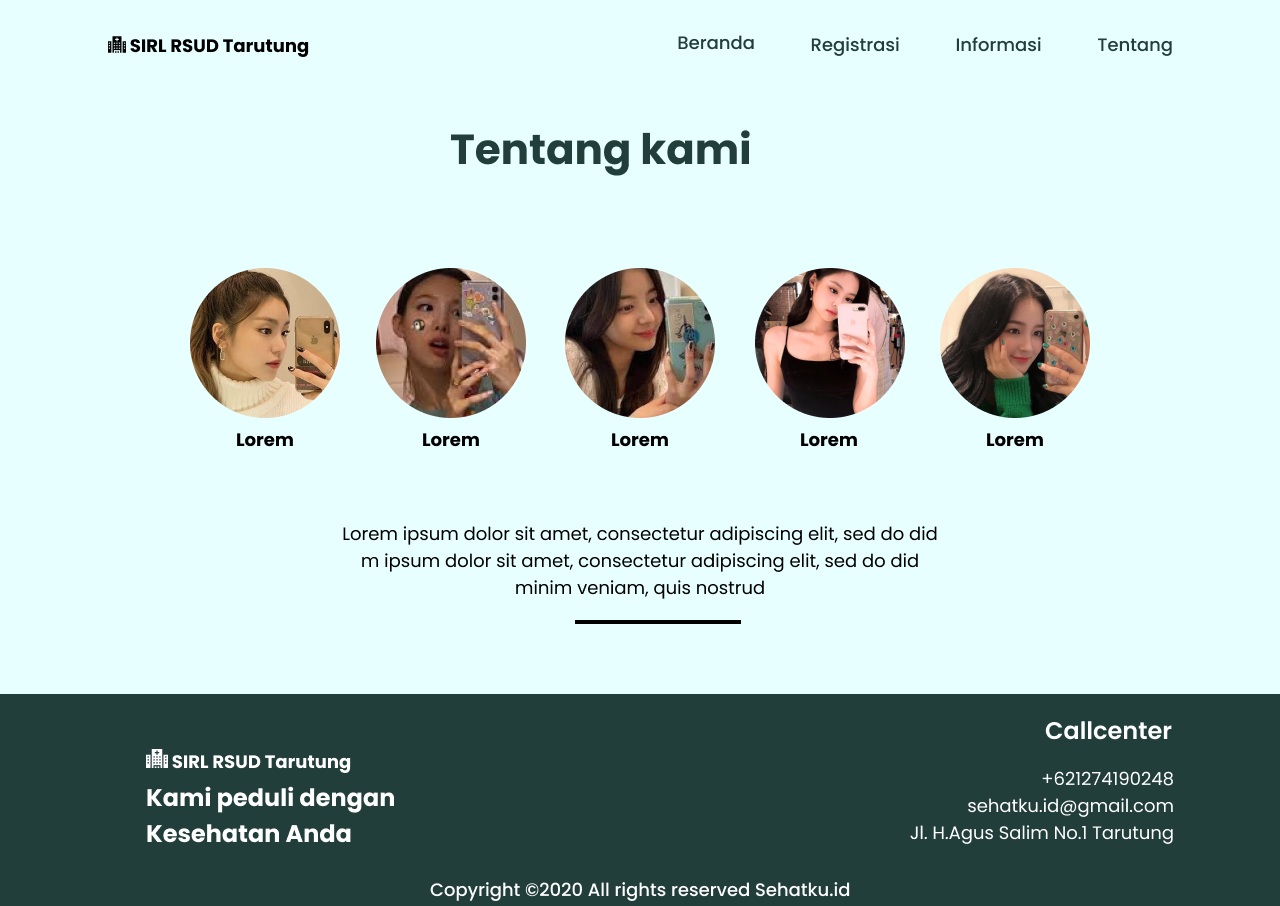 SIRL RSUD Tarutung
Beranda
Registrasi
Informasi
Tentang
Tentang kami
Lorem
Lorem
Lorem
Lorem
Lorem
Lorem ipsum dolor sit amet, consectetur adipiscing elit, sed do did
m ipsum dolor sit amet, consectetur adipiscing elit, sed do did
minim veniam, quis nostrud
SIRL RSUD Tarutung
Kami peduli dengan
Kesehatan Anda
Callcenter
+621274190248
sehatku.id@gmail.com
Jl. H.Agus Salim No.1 Tarutung
Copyright ©2020 All rights reserved Sehatku.id